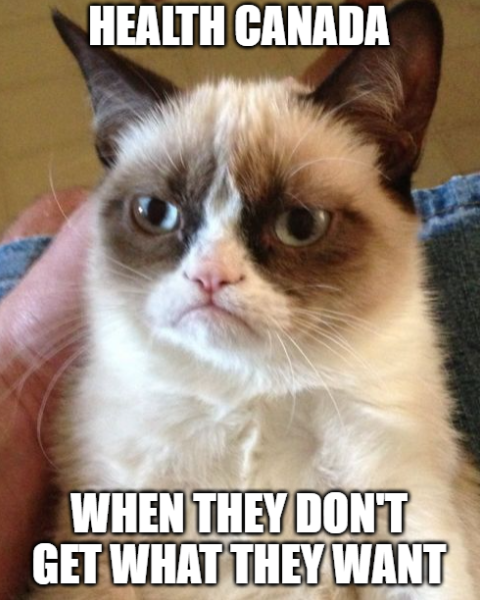 HEALTH CANADA
WHEN THEY DON'T
GET WHAT THEY WANT